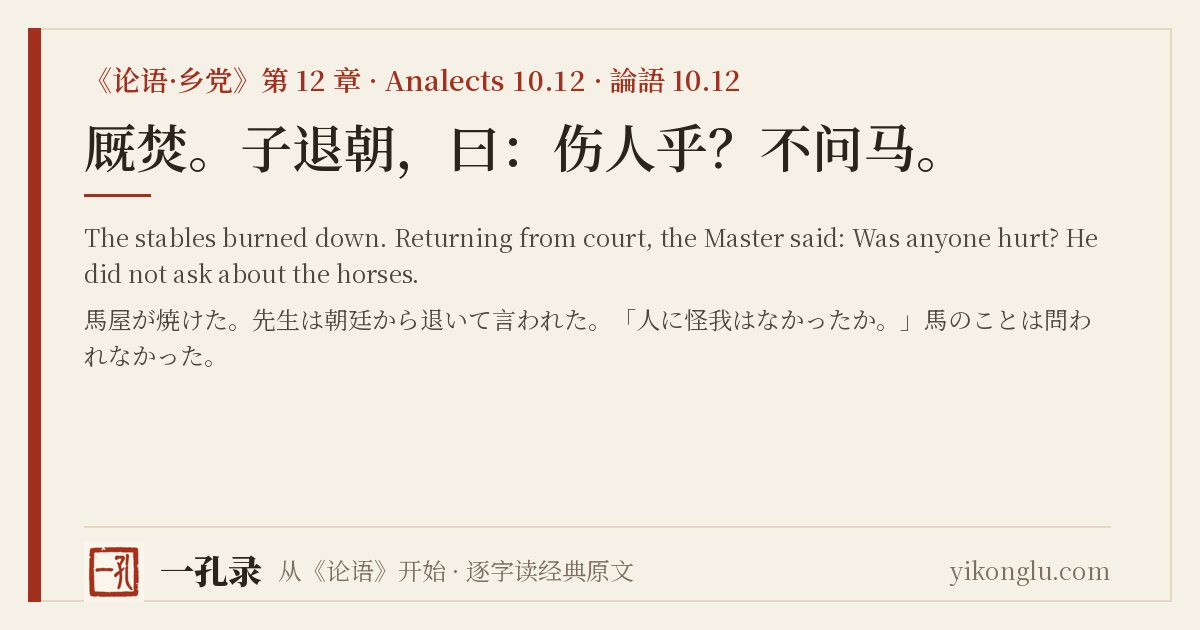 《论语·乡党》第 12 章 · Analects 10.12 · 論語 10.12
厩焚。子退朝，曰：伤人乎？不问马。
The stables burned down. Returning from court, the Master said: Was anyone hurt? He
did not ask about the horses.
馬屋が焼けた。先生は朝廷から退いて言われた。「人に怪我はなかったか。」馬のことは問わ
れなかった。
一孔
一孔录 从《论语》开始 · 逐字读经典原文 yikonglu.com